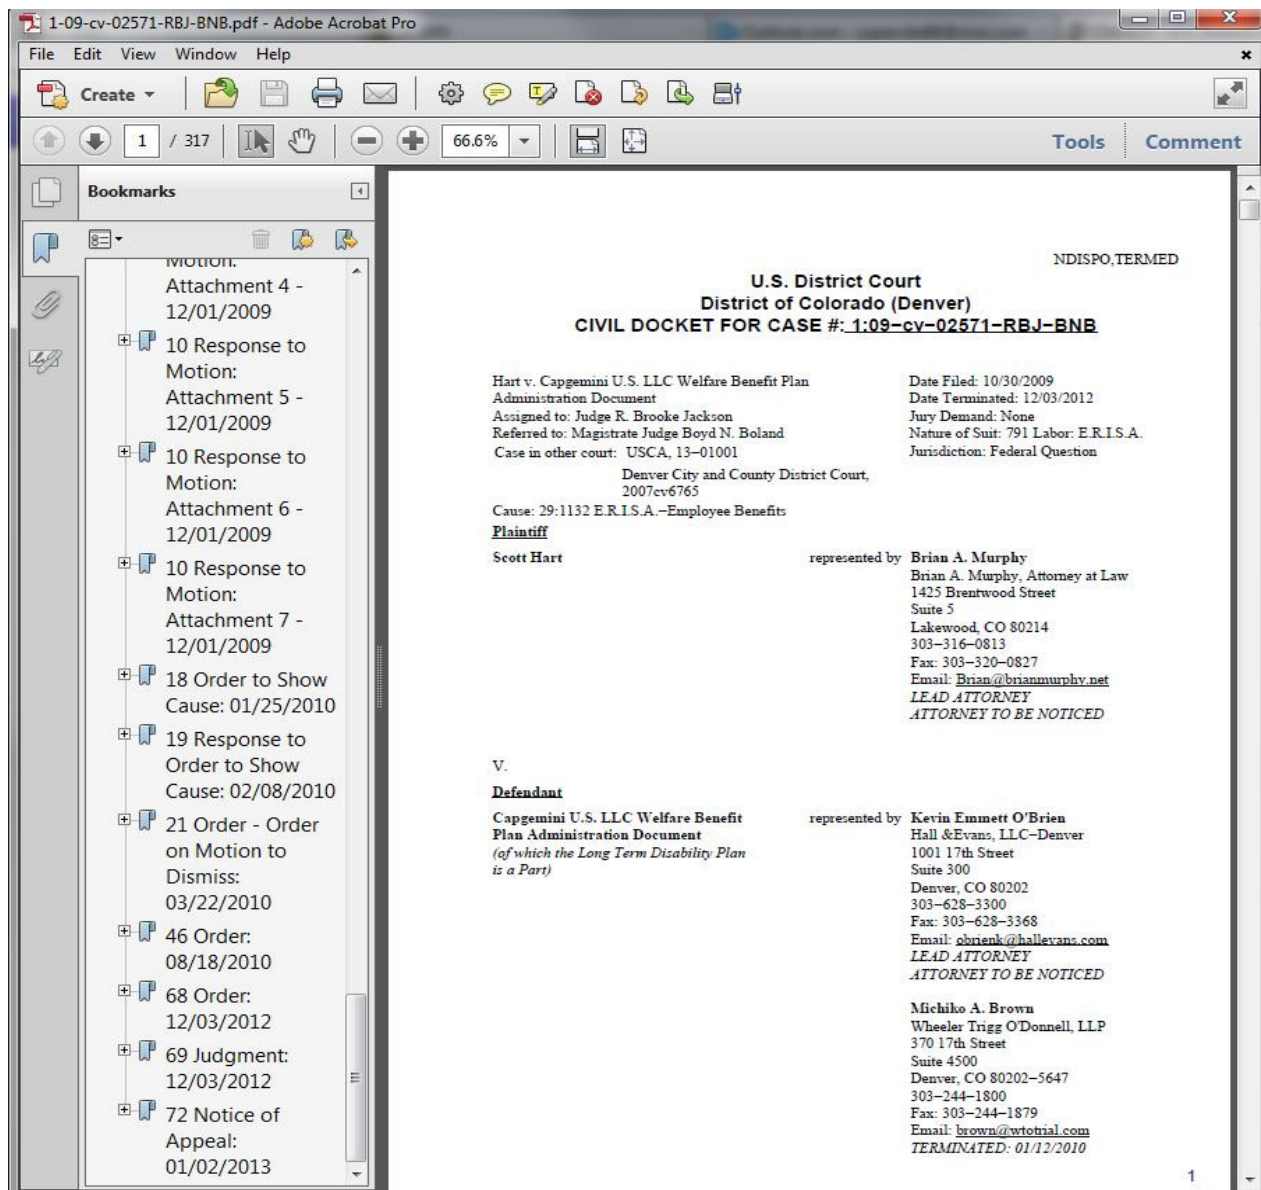 1-09-cv-02571-RBJ-BNB.pdf - Adobe Acrobat Pro
File Edit View Window Help
Create
1 / 317
66.6%
Tools Comment
Bookmarks
Motion:
Attachment 4 -
12/01/2009
10 Response to
Motion:
Attachment 5 -
12/01/2009
10 Response to
Motion:
Attachment 6 -
12/01/2009
10 Response to
Motion:
Attachment 7 -
12/01/2009
18 Order to Show
Cause: 01/25/2010
19 Response to
Order to Show
Cause: 02/08/2010
21 Order - Order
on Motion to
Dismiss:
03/22/2010
46 Order:
08/18/2010
68 Order:
12/03/2012
69 Judgment:
12/03/2012
72 Notice of
Appeal:
01/02/2013
NDISPO,TERMED
U.S. District Court
District of Colorado (Denver)
CIVIL DOCKET FOR CASE #: 1:09−cv−02571−RBJ−BNB
Hart v. Capgemini U.S. LLC Welfare Benefit Plan
Administration Document
Assigned to: Judge R. Brooke Jackson
Referred to: Magistrate Judge Boyd N. Boland
Case in other court: USCA, 13−01001
Denver City and County District Court,
2007cv6765
Cause: 29:1132 E.R.I.S.A.−Employee Benefits
Date Filed: 10/30/2009
Date Terminated: 12/03/2012
Jury Demand: None
Nature of Suit: 791 Labor: E.R.I.S.A.
Jurisdiction: Federal Question
Plaintiff
Scott Hart
represented by Brian A. Murphy
Brian A. Murphy, Attorney at Law
1425 Brentwood Street
Suite 5
Lakewood, CO 80214
303−316−0813
Fax: 303−320−0827
Email: Brian@brianmurphy.net
LEAD ATTORNEY
ATTORNEY TO BE NOTICED
V.
Defendant
Capgemini U.S. LLC Welfare Benefit
Plan Administration Document
(of which the Long Term Disability Plan
is a Part)
represented by Kevin Emmett O'Brien
Hall &Evans, LLC−Denver
1001 17th Street
Suite 300
Denver, CO 80202
303−628−3300
Fax: 303−628−3368
Email: obrienk@hallevans.com
LEAD ATTORNEY
ATTORNEY TO BE NOTICED
Michiko A. Brown
Wheeler Trigg O'Donnell, LLP
370 17th Street
Suite 4500
Denver, CO 80202−5647
303−244−1800
Fax: 303−244−1879
Email: brown@wtotrial.com
TERMINATED: 01/12/2010
1